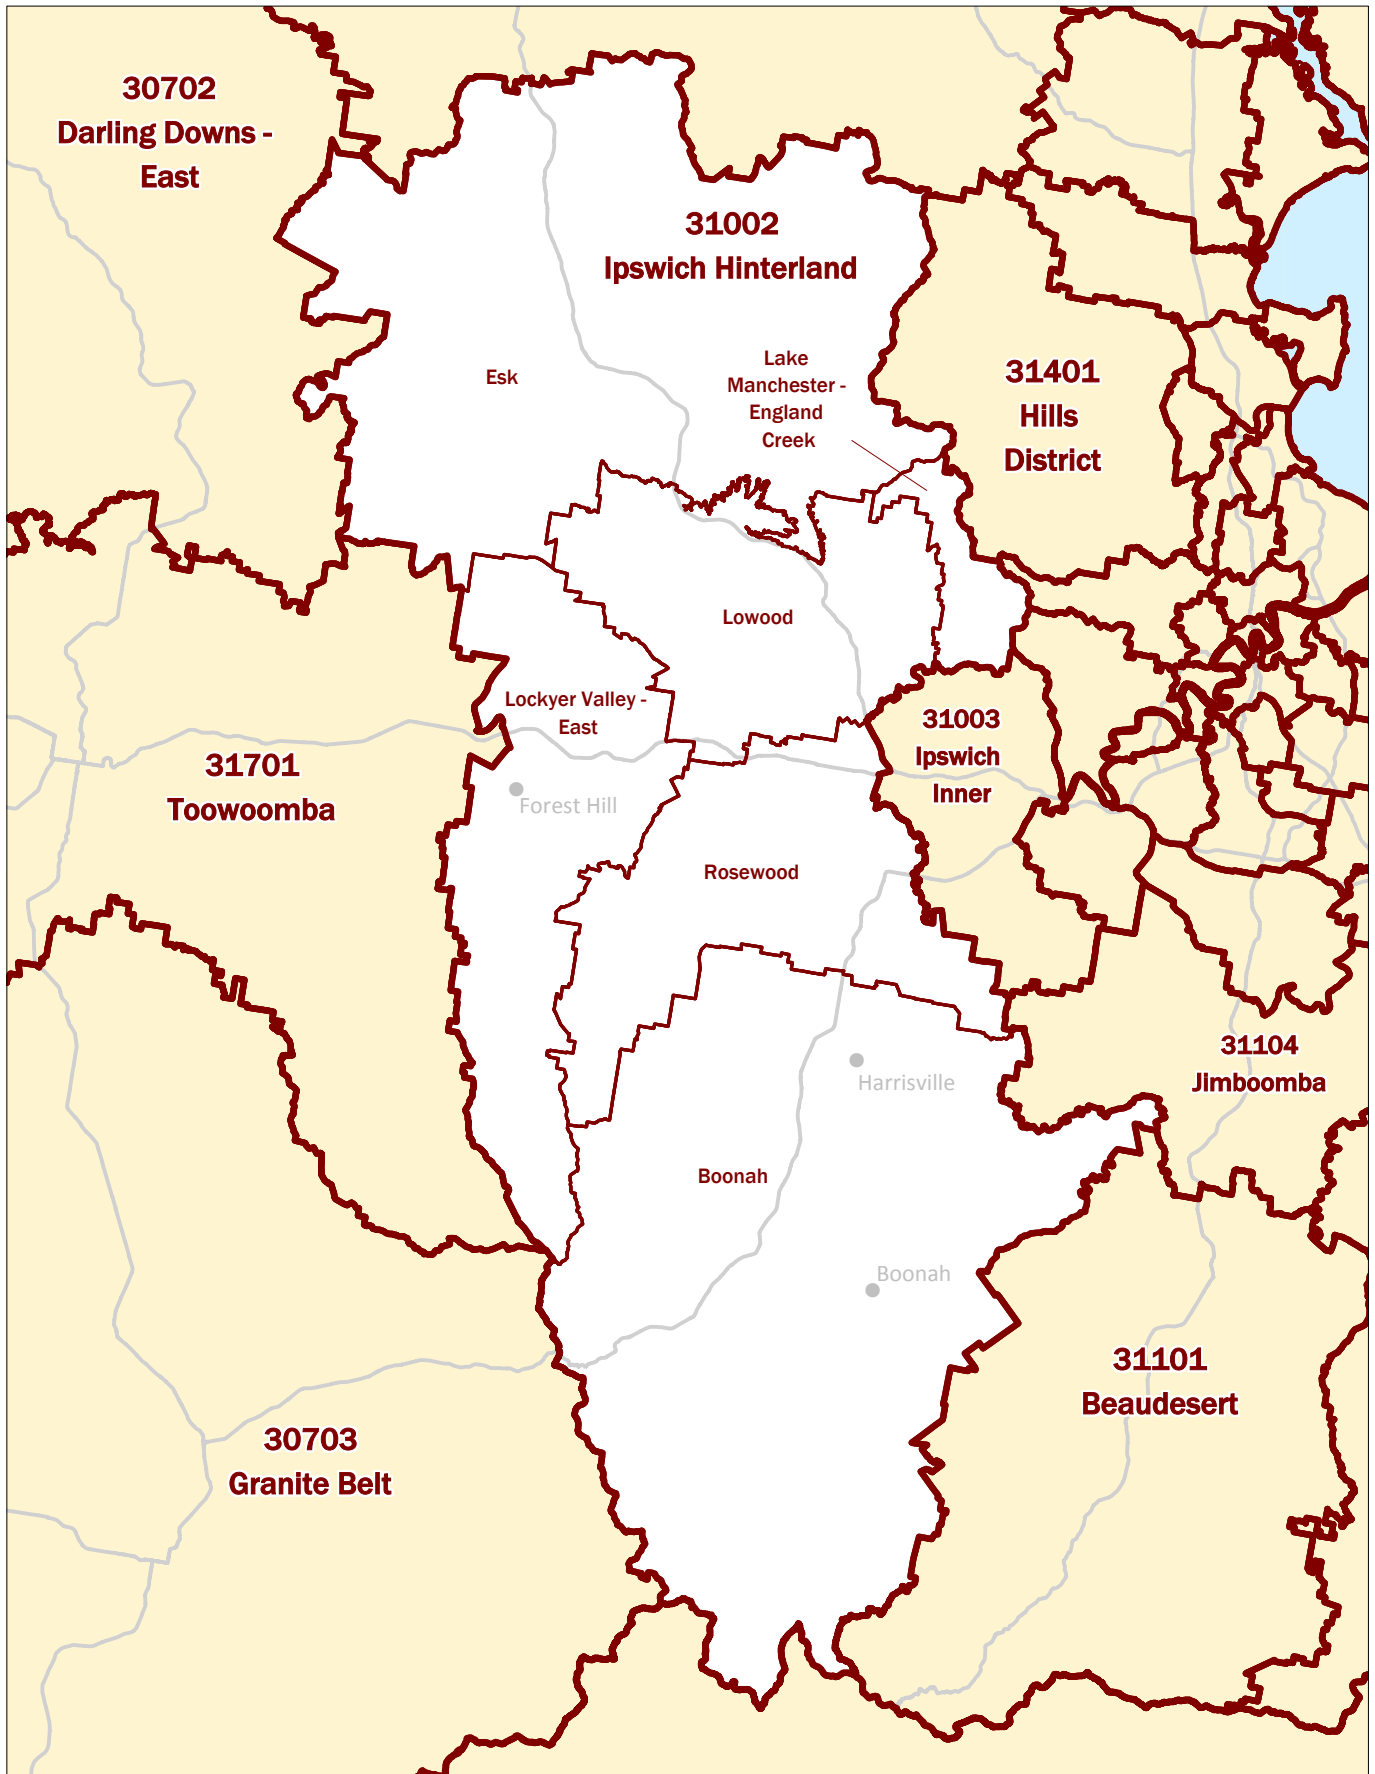 30702
Darling Downs -
East
31002
Ipswich Hinterland
Lake
Manchester -
England
Creek
31401
Hills
District
Esk
Lowood
Lockyer Valley -
East
31003
Ipswich
Inner
31701
Toowoomba
Forest Hill
Rosewood
31104
Jimboomba
Harrisville
Boonah
Boonah
31101
Beaudesert
30703
Granite Belt